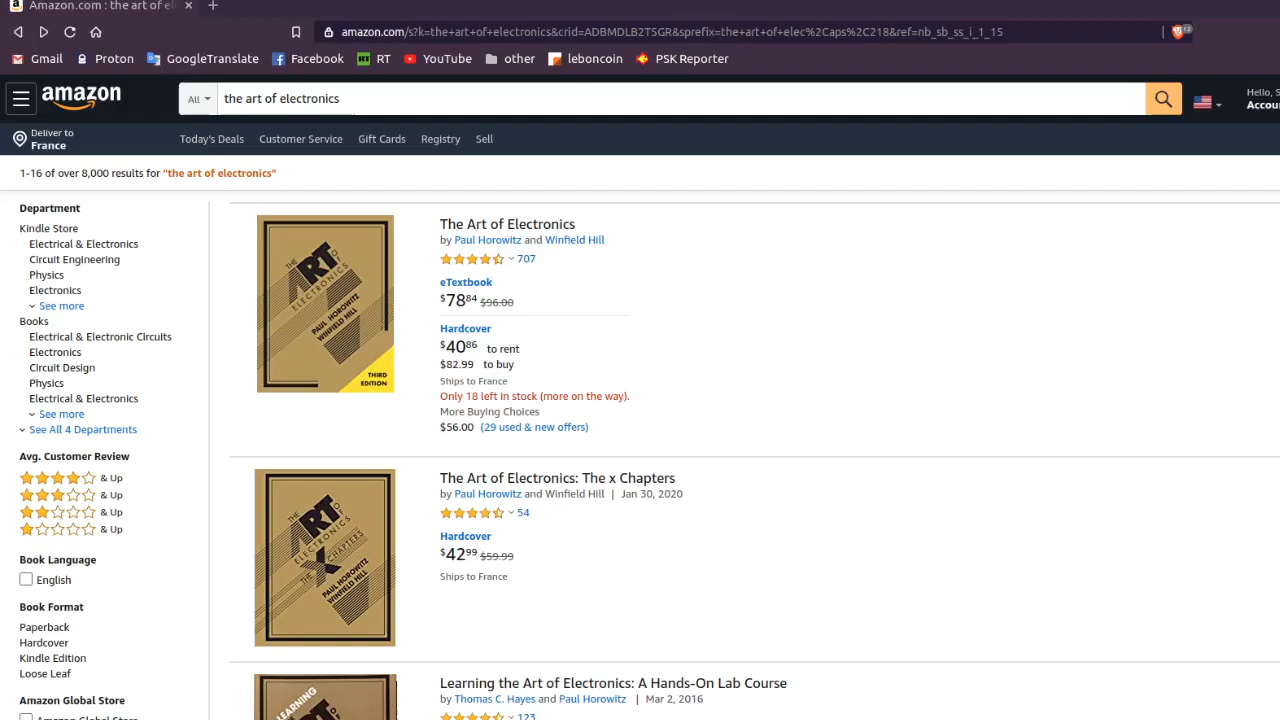 Amazon.com : the art of el
amazon.com/s?k=the+art+of+electronics&crid=ADBMDLB2T5GR&sprefix=the+art+of+elec%2Caps%2C218&ref=nb_sb_ss_i_1_15
12
Gmail Proton GoogleTranslate Facebook RT YouTube other leboncoin PSK Reporter
amazon All the art of electronics Hello, S
Accou
Deliver to
France
Today's Deals Customer Service Gift Cards Registry Sell
1-16 of over 8,000 results for "the art of electronics"
Department
Kindle Store
Electrical & Electronics
Circuit Engineering
Physics
Electronics
See more
Books
Electrical & Electronic Circuits
Electronics
Circuit Design
Physics
Electrical & Electronics
See more
See All 4 Departments
Avg. Customer Review
& Up
& Up
& Up
& Up
Book Language
English
Book Format
Paperback
Hardcover
Kindle Edition
Loose Leaf
Amazon Global Store
Amazon Global Store
THE ART OF
ELECTRONICS
PAUL HOROWITZ
WINFIELD HILL
THIRD
EDITION
The Art of Electronics
by Paul Horowitz and Winfield Hill
707
eTextbook
$7884 $96.00
Hardcover
$4086 to rent
$82.99 to buy
Ships to France
Only 18 left in stock (more on the way).
More Buying Choices
$56.00 (29 used & new offers)
THE ART OF
ELECTRONICS
THE X CHAPTERS
PAUL HOROWITZ
WINFIELD HILL
The Art of Electronics: The x Chapters
by Paul Horowitz and Winfield Hill | Jan 30, 2020
54
Hardcover
$4299 $59.99
Ships to France
LEARNING
Learning the Art of Electronics: A Hands-On Lab Course
by Thomas C. Hayes and Paul Horowitz | Mar 2, 2016
123